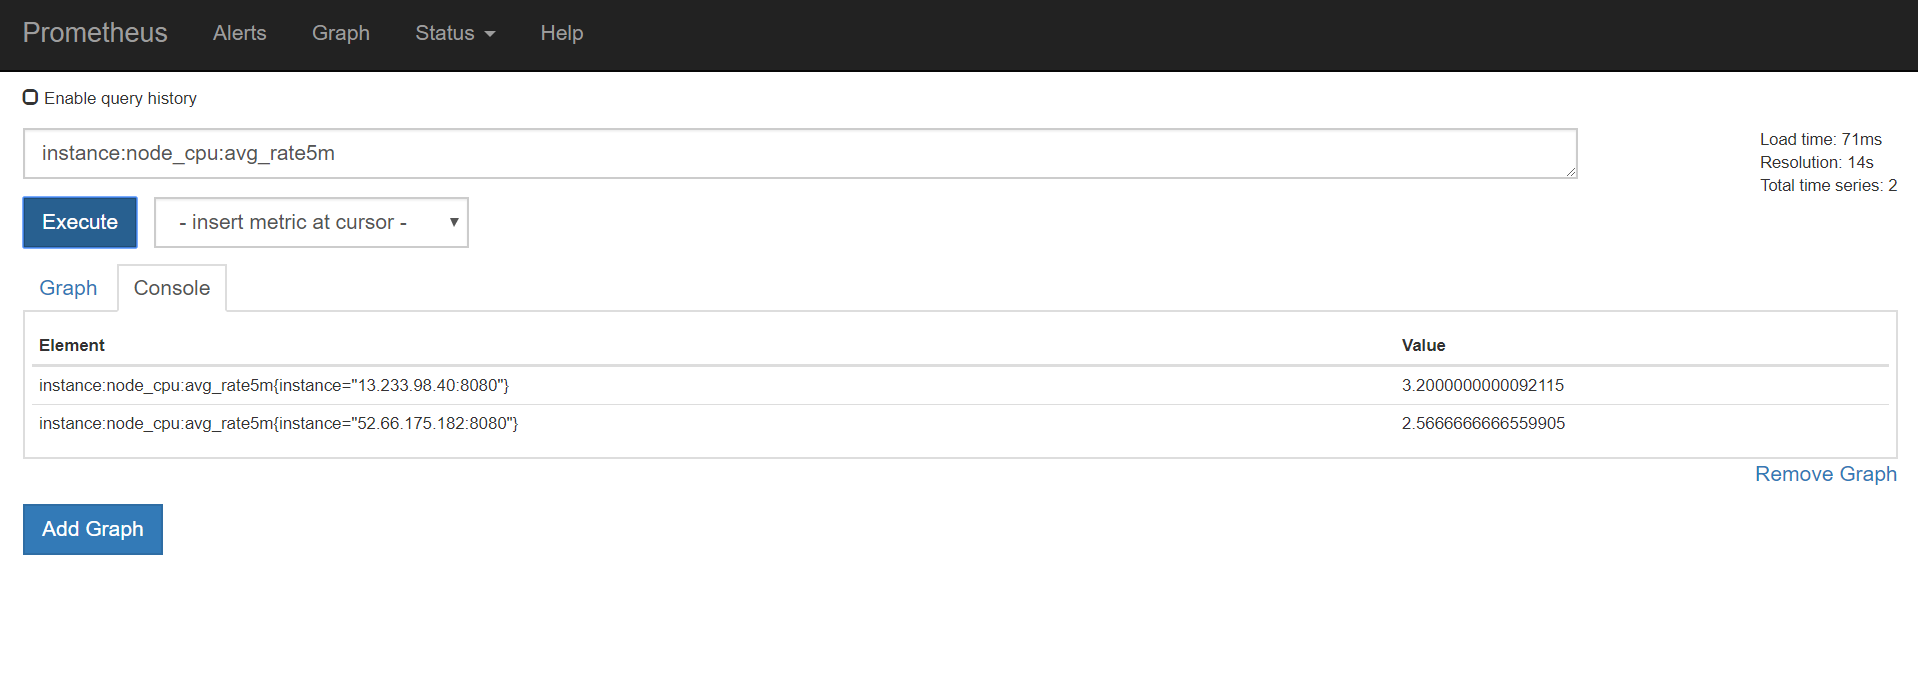 Prometheus Alerts Graph Status Help
Enable query history
instance:node_cpu:avg_rate5m
Load time: 71ms
Resolution: 14s
Total time series: 2
Execute - insert metric at cursor -
Graph Console
Element Value
instance:node_cpu:avg_rate5m{instance="13.233.98.40:8080"} 3.2000000000092115
instance:node_cpu:avg_rate5m{instance="52.66.175.182:8080"} 2.5666666666559905
Remove Graph
Add Graph